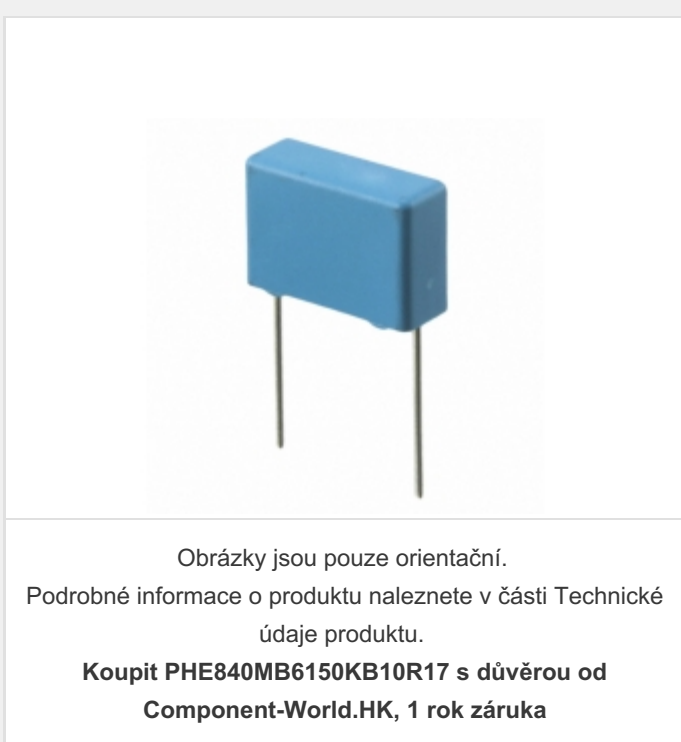 Obrázky jsou pouze orientační.
Podrobné informace o produktu naleznete v části Technické
údaje produktu.
Koupit PHE840MB6150KB10R17 s důvěrou od
Component-World.HK, 1 rok záruka